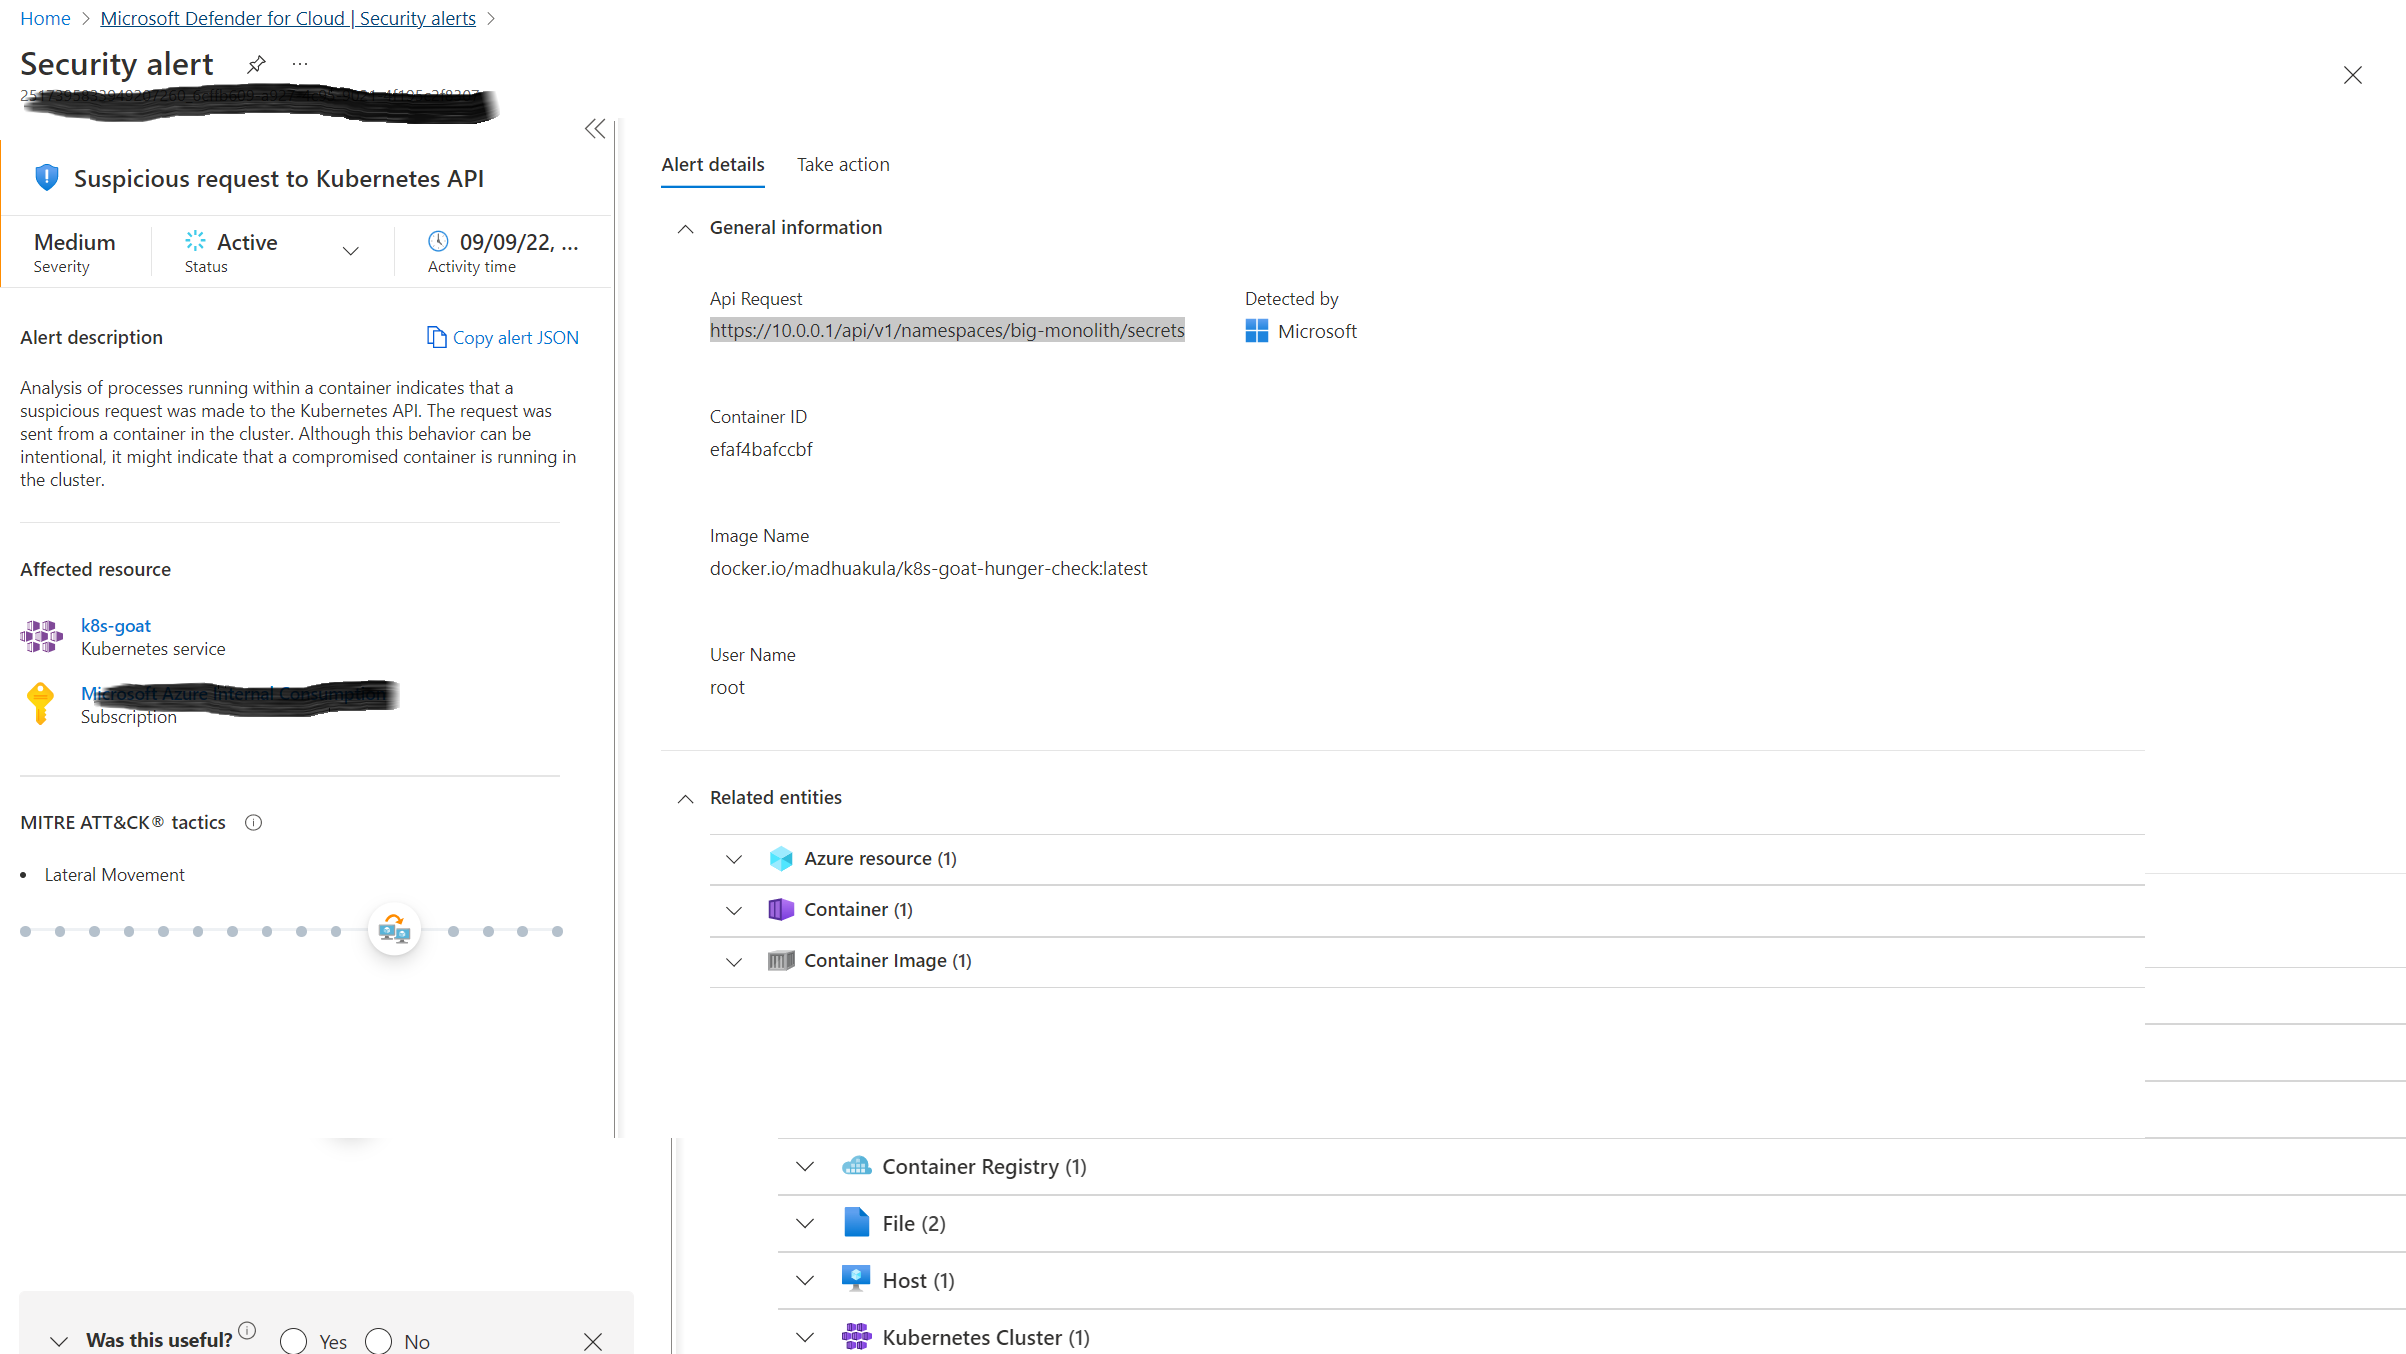 Home > Microsoft Defender for Cloud | Security alerts >
Security alert
Suspicious request to Kubernetes API
Medium
Severity
Active
Status
09/09/22, ...
Activity time
Alert description
Copy alert JSON
Analysis of processes running within a container indicates that a
suspicious request was made to the Kubernetes API. The request was
sent from a container in the cluster. Although this behavior can be
intentional, it might indicate that a compromised container is running in
the cluster.
Affected resource
k8s-goat
Kubernetes service
Microsoft Azure Internal Consumption
Subscription
MITRE ATT&CK® tactics
• Lateral Movement
Was this useful?
Yes
No
Alert details
Take action
General information
Api Request
https://10.0.0.1/api/v1/namespaces/big-monolith/secrets
Detected by
Microsoft
Container ID
efaf4bafccbf
Image Name
docker.io/madhuakula/k8s-goat-hunger-check:latest
User Name
root
Related entities
Azure resource (1)
Container (1)
Container Image (1)
Container Registry (1)
File (2)
Host (1)
Kubernetes Cluster (1)